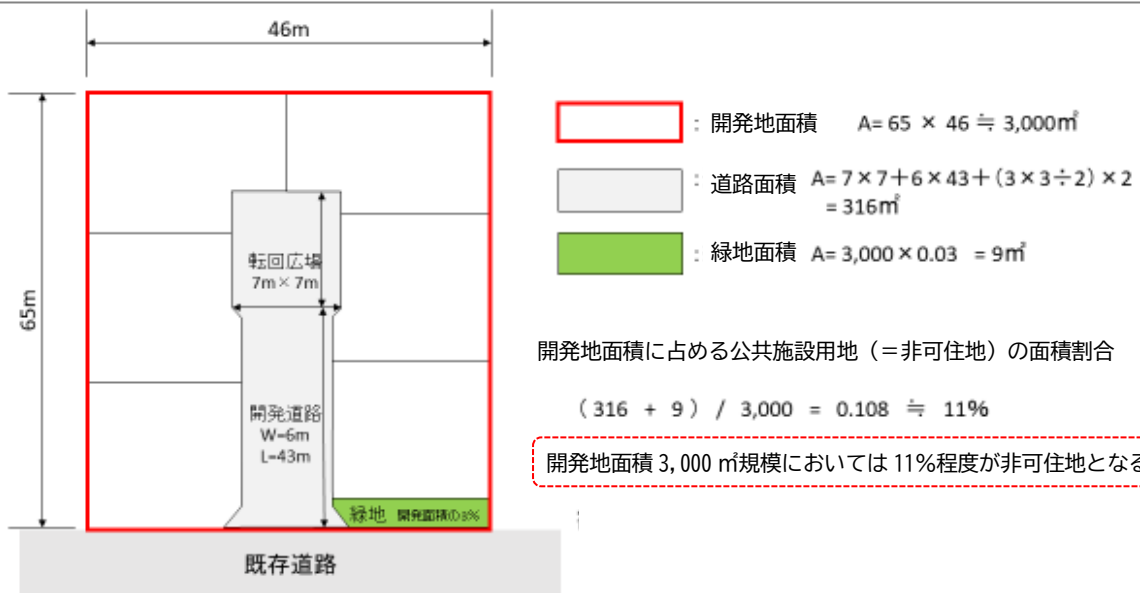 46m
65m
転回広場
7m×7m
開発道路
W=6m
L=43m
緑地 開発面積の3%
既存道路
: 開発地面積 A= 65 × 46 ≒ 3,000㎡
: 道路面積 A= 7×7+6×43+(3×3÷2)×2
= 316㎡
: 緑地面積 A= 3,000×0.03 = 9㎡
開発地面積に占める公共施設用地（＝非可住地）の面積割合
( 316 + 9 ) / 3,000 = 0.108 ≒ 11%
開発地面積 3,000 ㎡規模においては 11%程度が非可住地となる